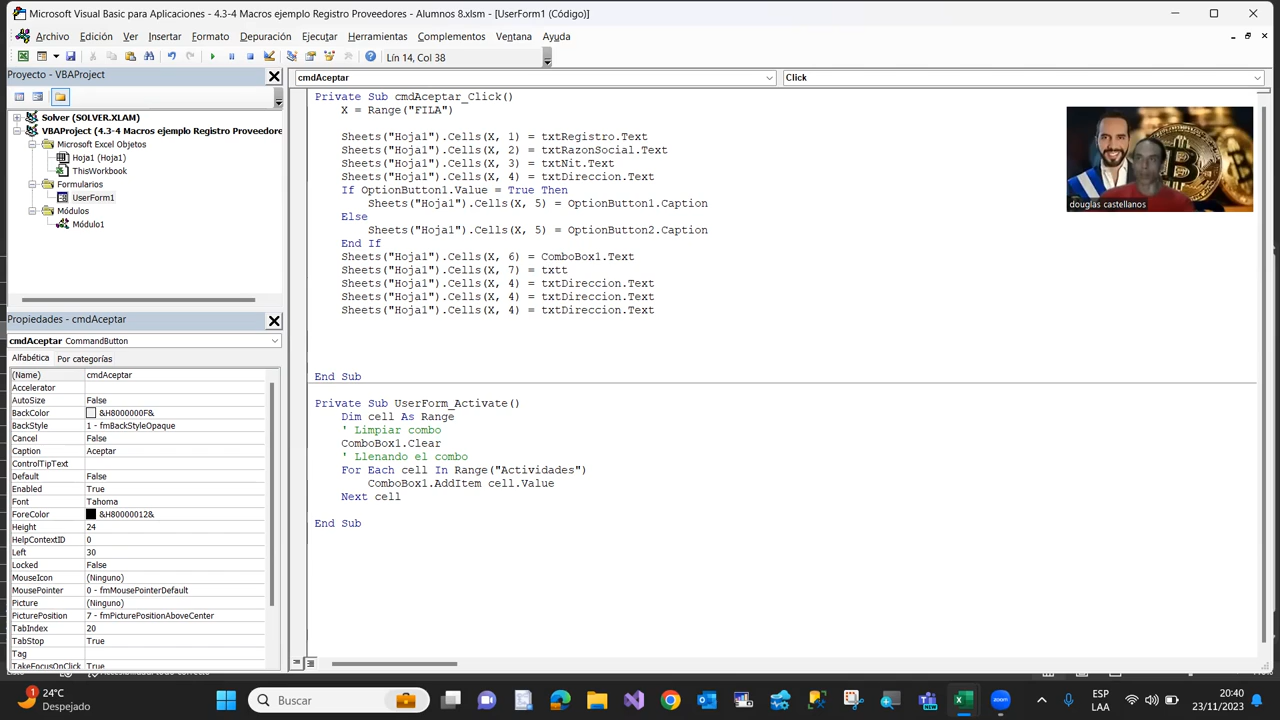 Microsoft Visual Basic para Aplicaciones - 4.3-4 Macros ejemplo Registro Proveedores - Alumnos 8.xlsm - [UserForm1 (Código)]
Archivo Edición Ver Insertar Formato Depuración Ejecutar Herramientas Complementos Ventana Ayuda
Lín 14, Col 38
Proyecto - VBAProject
Solver (SOLVER.XLAM)
VBAProject (4.3-4 Macros ejemplo Registro Proveedores
Microsoft Excel Objetos
Hoja1 (Hoja1)
ThisWorkbook
Formularios
UserForm1
Módulos
Módulo1
Propiedades - cmdAceptar
cmdAceptar CommandButton
Alfabética Por categorías
(Name) cmdAceptar
Accelerator
AutoSize False
BackColor &H8000000F&
BackStyle 1 - fmBackStyleOpaque
Cancel False
Caption Aceptar
ControlTipText
Default False
Enabled True
Font Tahoma
ForeColor &H80000012&
Height 24
HelpContextID 0
Left 30
Locked False
MouseIcon (Ninguno)
MousePointer 0 - fmMousePointerDefault
Picture (Ninguno)
PicturePosition 7 - fmPicturePositionAboveCenter
TabIndex 20
TabStop True
Tag
TakeFocusOnClick True
cmdAceptar Click
Private Sub cmdAceptar_Click()
X = Range("FILA")
Sheets("Hoja1").Cells(X, 1) = txtRegistro.Text
Sheets("Hoja1").Cells(X, 2) = txtRazonSocial.Text
Sheets("Hoja1").Cells(X, 3) = txtNit.Text
Sheets("Hoja1").Cells(X, 4) = txtDireccion.Text
If OptionButton1.Value = True Then
Sheets("Hoja1").Cells(X, 5) = OptionButton1.Caption
Else
Sheets("Hoja1").Cells(X, 5) = OptionButton2.Caption
End If
Sheets("Hoja1").Cells(X, 6) = ComboBox1.Text
Sheets("Hoja1").Cells(X, 7) = txtt
Sheets("Hoja1").Cells(X, 4) = txtDireccion.Text
Sheets("Hoja1").Cells(X, 4) = txtDireccion.Text
Sheets("Hoja1").Cells(X, 4) = txtDireccion.Text
End Sub
Private Sub UserForm_Activate()
Dim cell As Range
' Limpiar combo
ComboBox1.Clear
' Llenando el combo
For Each cell In Range("Actividades")
ComboBox1.AddItem cell.Value
Next cell
End Sub
douglas castellanos
24°C
Despejado
Buscar
ESP
LAA
20:40
23/11/2023